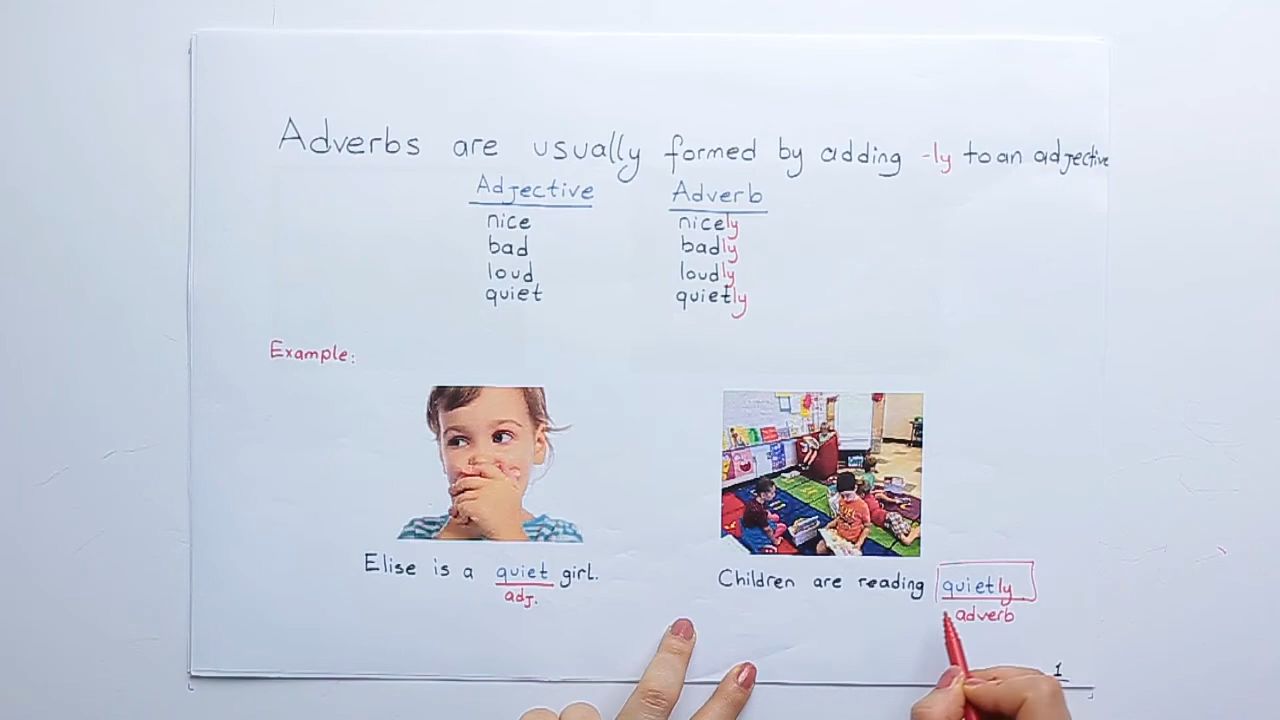 Adverbs are usually formed by adding -ly to an adjective
Adjective Adverb
nice nicely
bad badly
loud loudly
quiet quietly
Example:
Elise is a quiet girl.
adj.
Children are reading quietly.
adverb
1